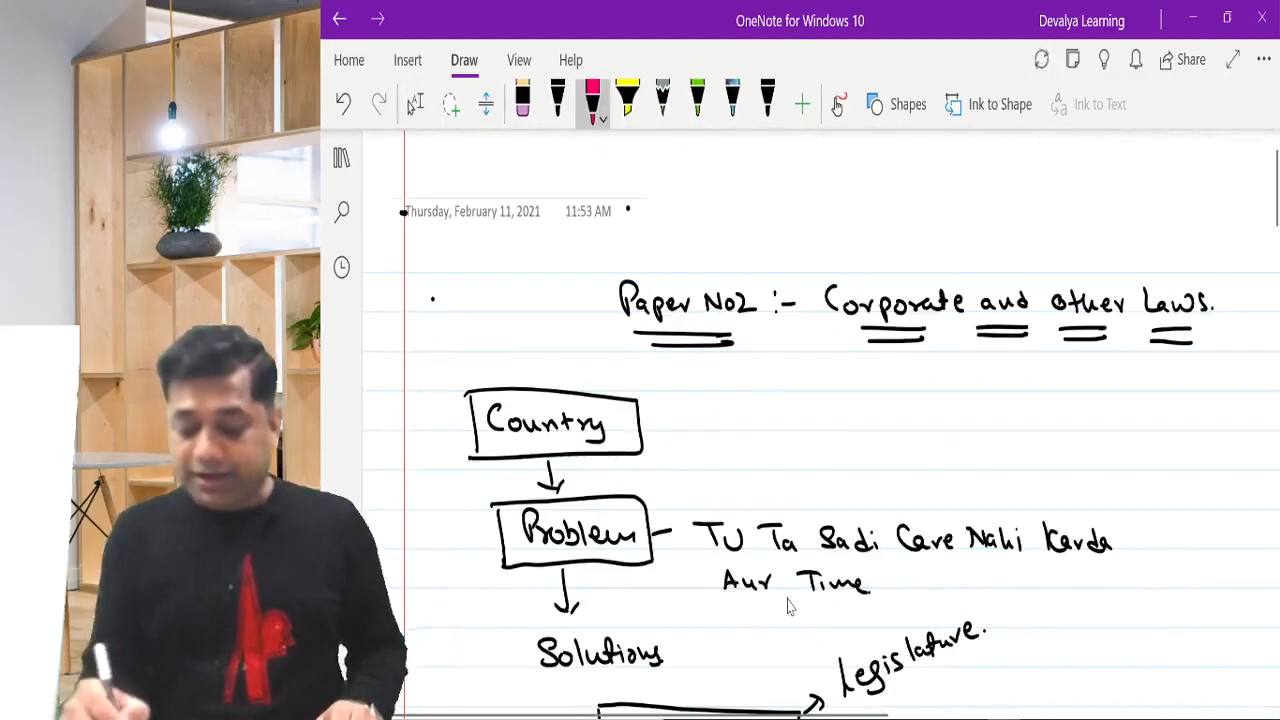 OneNote for Windows 10
Devalya Learning
Home Insert Draw View Help
Share
Shapes
Ink to Shape
Ink to Text
Thursday, February 11, 2021 11:53 AM
Paper No2 :- Corporate and other Laws.
Country
Problem - TU Ta Sadi Care Nahi Karda
Aur Time
Solutions
Legislature.